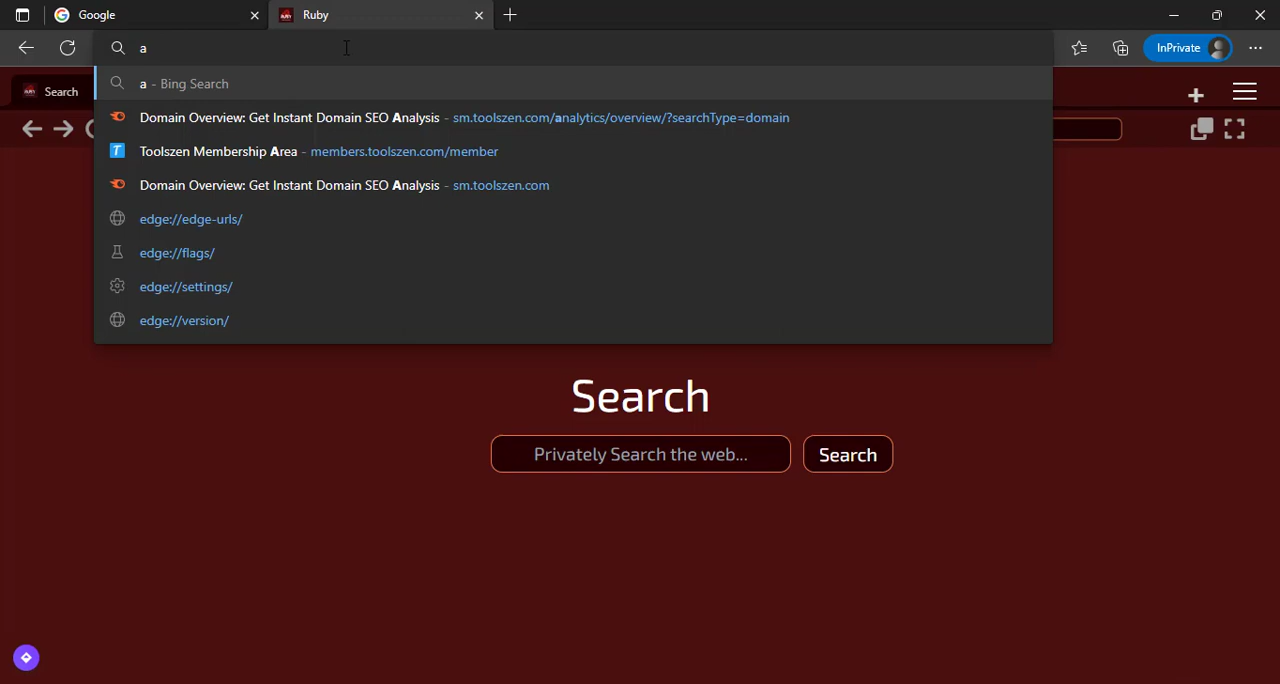 Google
Ruby
a
InPrivate
a - Bing Search
Search
Domain Overview: Get Instant Domain SEO Analysis - sm.toolszen.com/analytics/overview/?searchType=domain
Toolszen Membership Area - members.toolszen.com/member
Domain Overview: Get Instant Domain SEO Analysis - sm.toolszen.com
edge://edge-urls/
edge://flags/
edge://settings/
edge://version/
Search
Privately Search the web...
Search